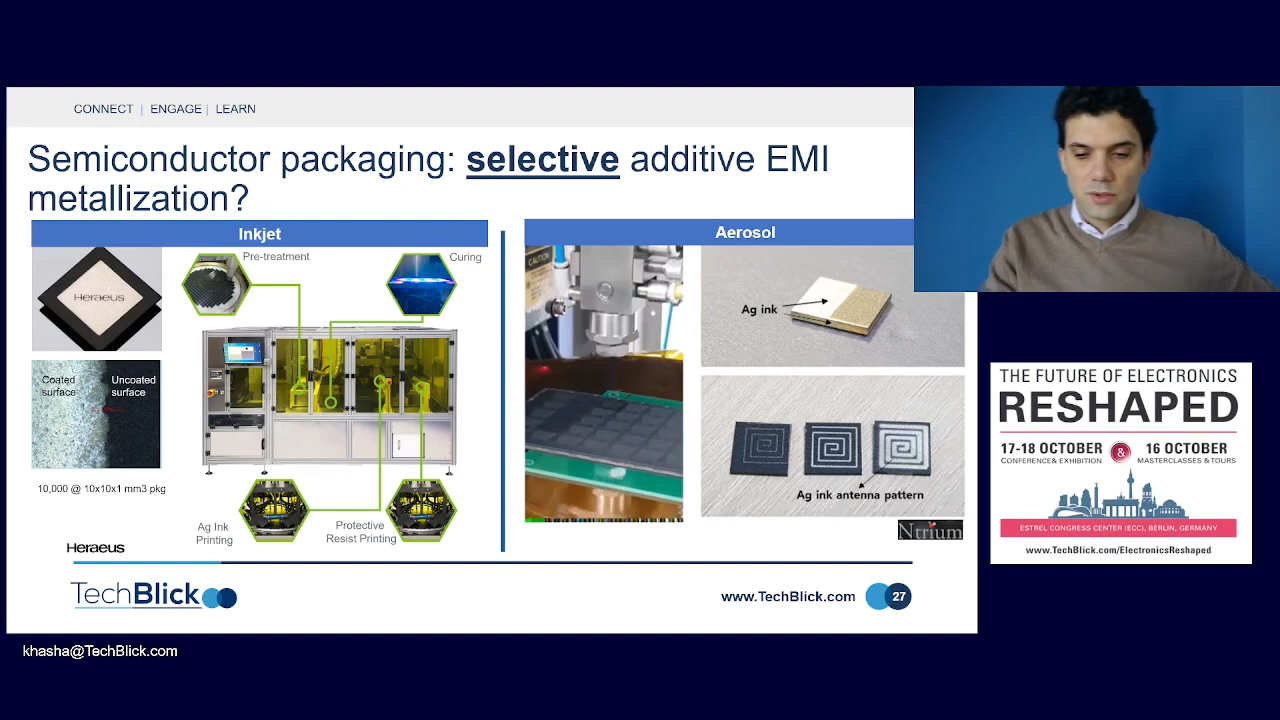 CONNECT | ENGAGE | LEARN
Semiconductor packaging: selective additive EMI
metallization?
Inkjet
Heraeus
Pre-treatment
Curing
Coated
surface
Uncoated
surface
10,000 @ 10x10x1 mm3 pkg
Ag Ink
Printing
Protective
Resist Printing
Heraeus
Aerosol
CAUTION
Ag ink
Ag ink antenna pattern
Ntrium
TechBlick
www.TechBlick.com
27
THE FUTURE OF ELECTRONICS
RESHAPED
17-18 OCTOBER & 16 OCTOBER
CONFERENCE & EXHIBITION MASTERCLASSES & TOURS
ESTREL CONGRESS CENTER (ECC), BERLIN, GERMANY
www.TechBlick.com/ElectronicsReshaped
khasha@TechBlick.com